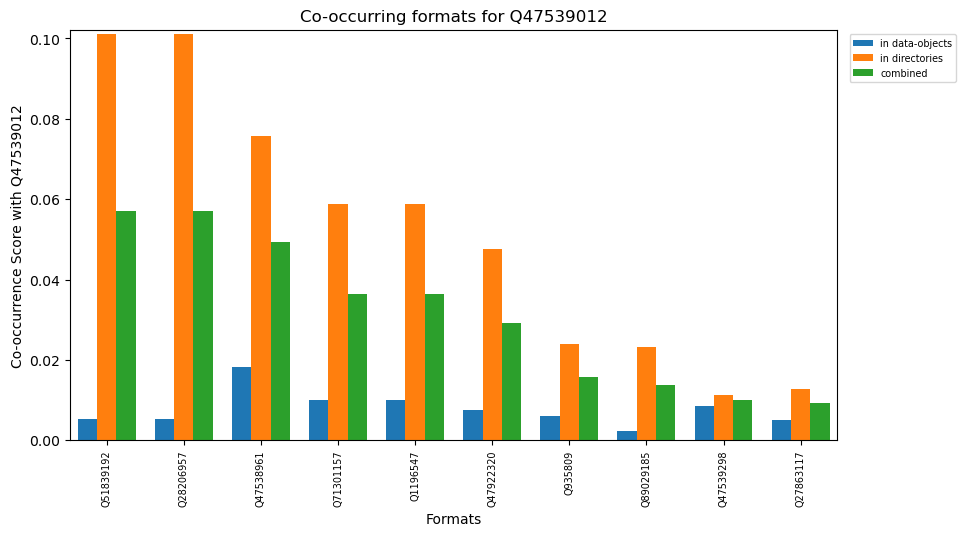 Co-occurring formats for Q47539012
in data-objects
in directories
combined
Co-occurrence Score with Q47539012
0.10
0.08
0.06
0.04
0.02
0.00
Q51839192
Q28206957
Q47538961
Q71301157
Q1196547
Q47922320
Q935809
Q89029185
Q47539298
Q27863117
Formats